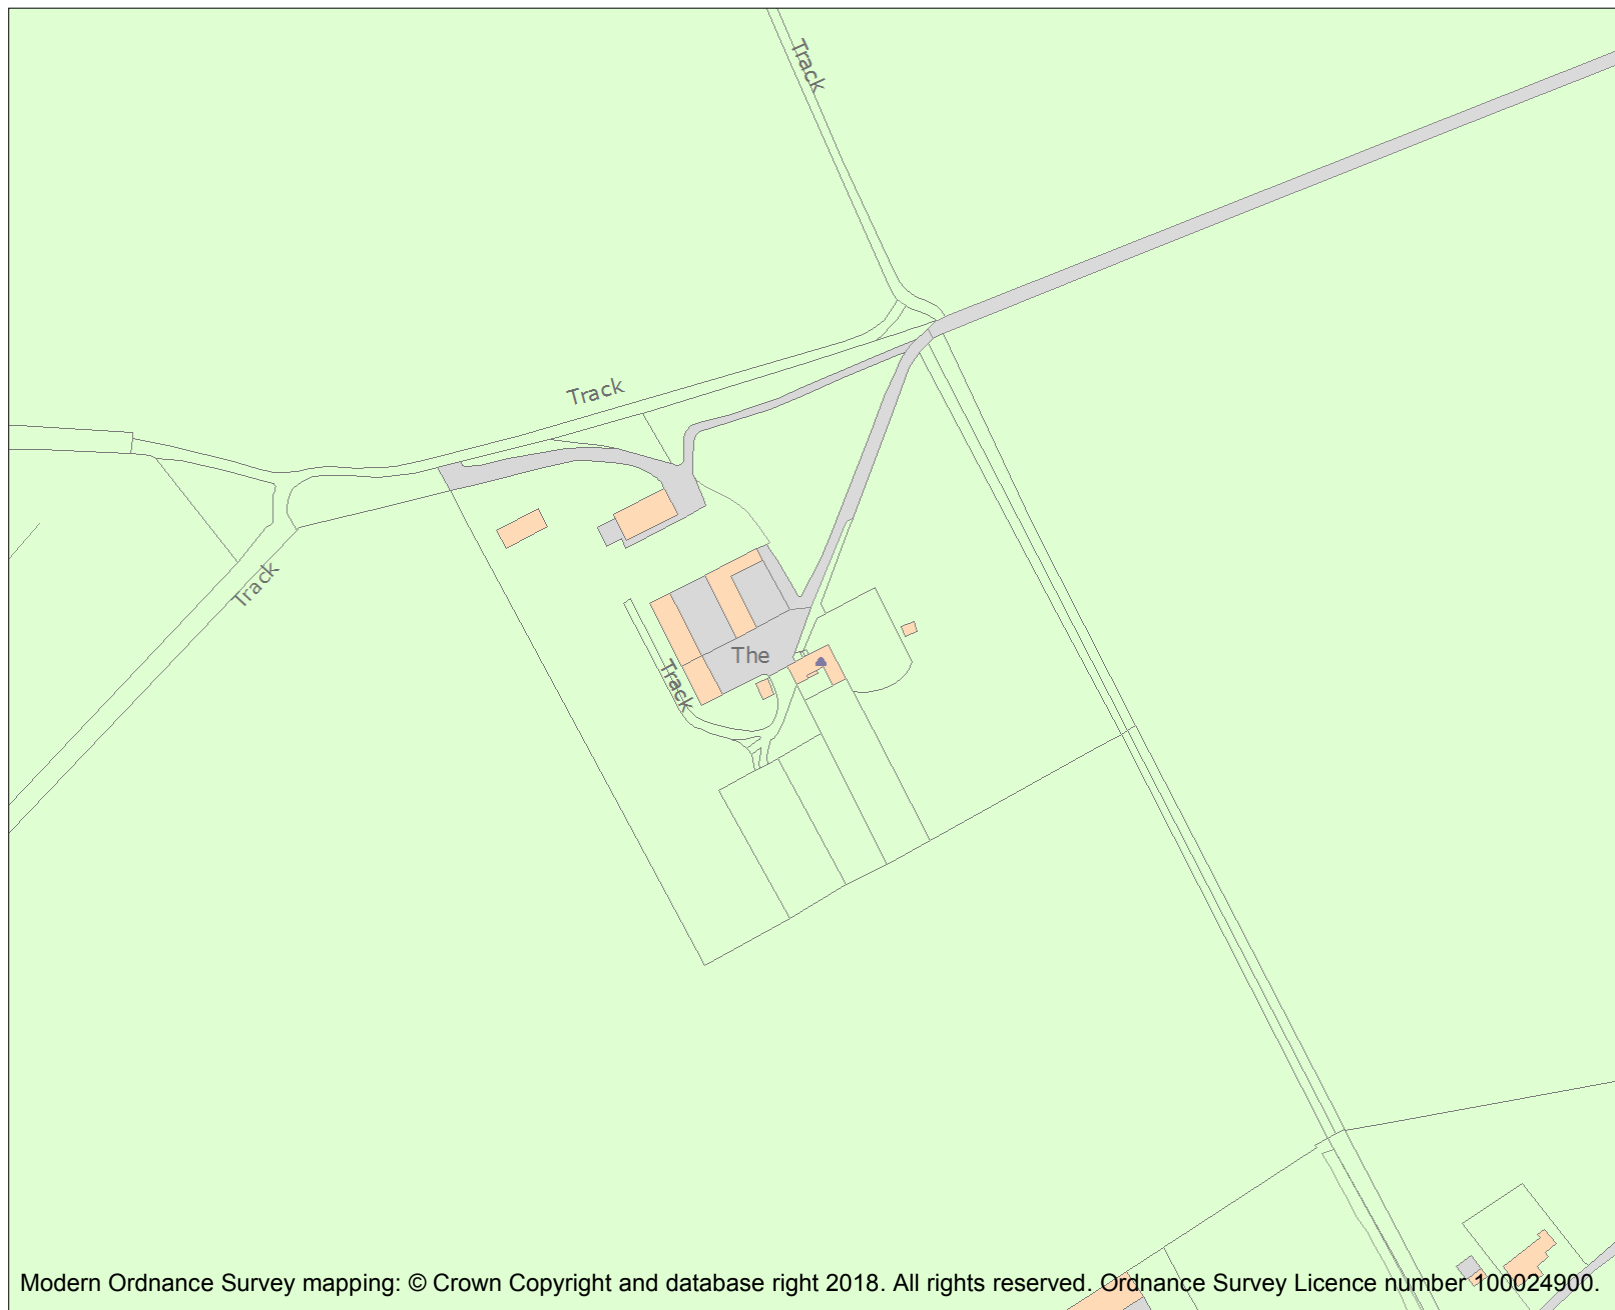 Track
Track
Track
The
Track
Modern Ordnance Survey mapping: © Crown Copyright and database right 2018. All rights reserved. Ordnance Survey Licence number 100024900.